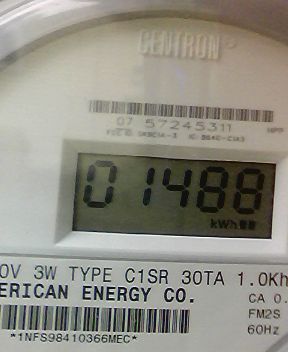 CENTRON®
07 57245311
HPP
01488
kWh
0V 3W TYPE C1SR 30TA 1.0Kh
ERICAN ENERGY CO.
CA 0.
FM2S
60Hz
*1NFS98410366MEC*